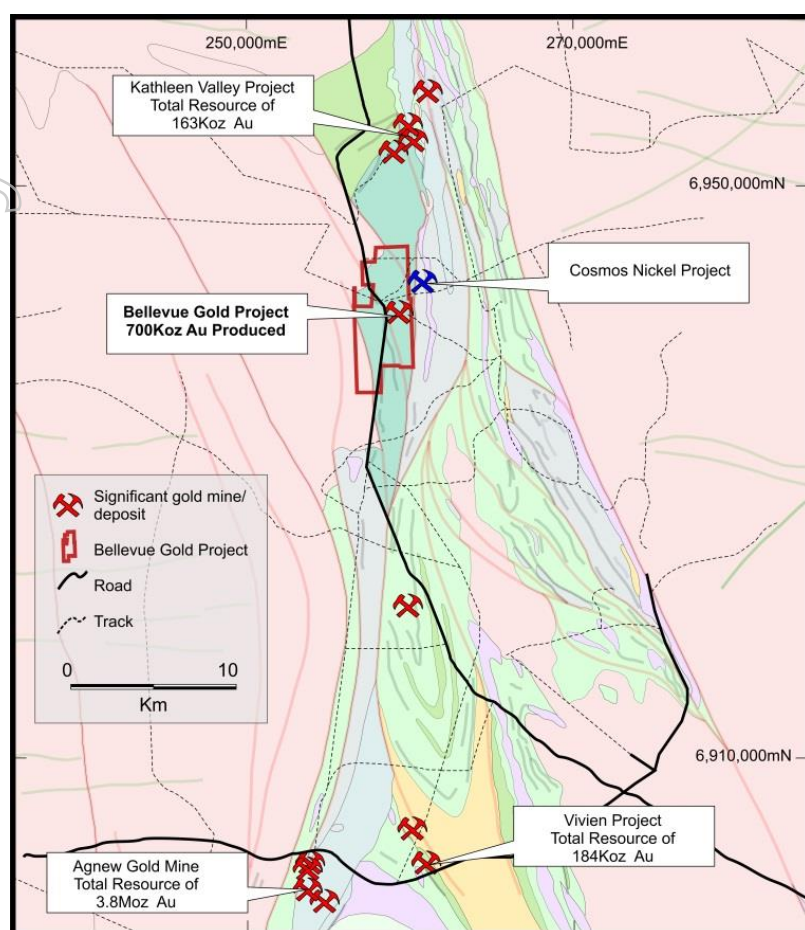 250,000mE
270,000mE
Kathleen Valley Project
Total Resource of
163Koz Au
6,950,000mN
Cosmos Nickel Project
Bellevue Gold Project
700Koz Au Produced
Significant gold mine/
deposit
Bellevue Gold Project
Road
Track
0
10
Km
6,910,000mN
Vivien Project
Total Resource of
184Koz Au
Agnew Gold Mine
Total Resource of
3.8Moz Au